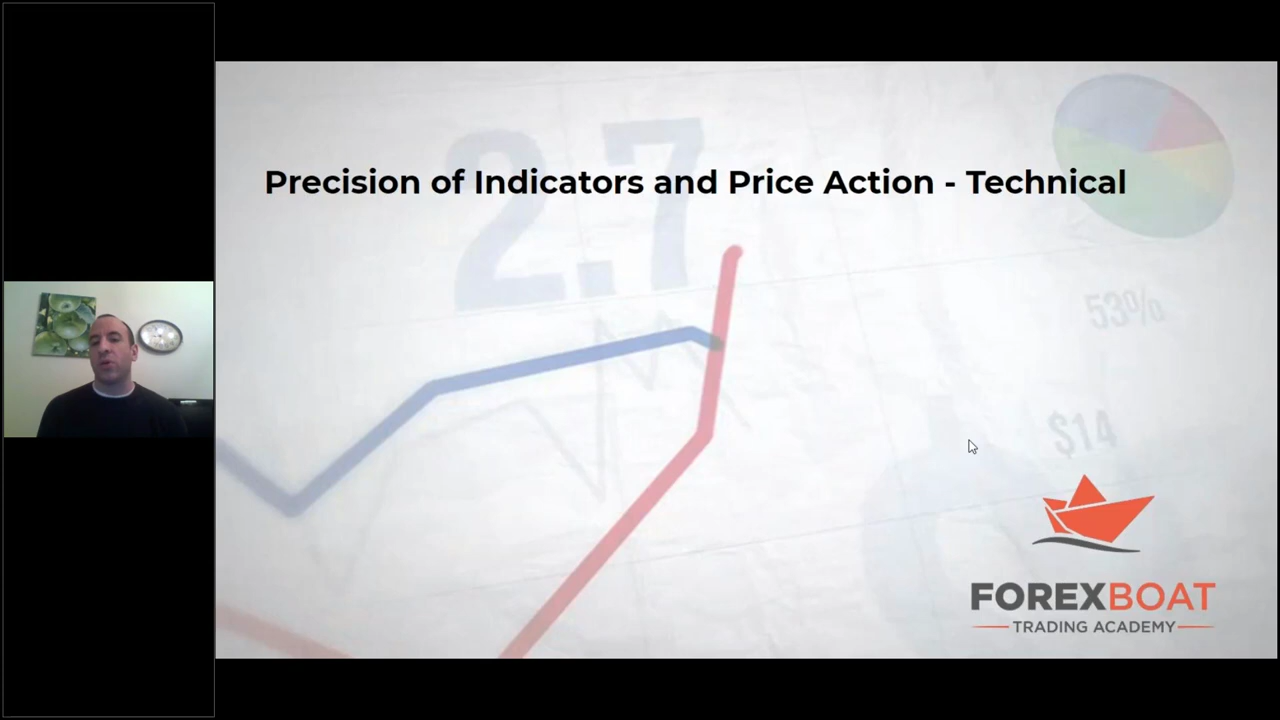 Precision of Indicators and Price Action - Technical
2.7
53%
$14
FOREXBOAT
TRADING ACADEMY